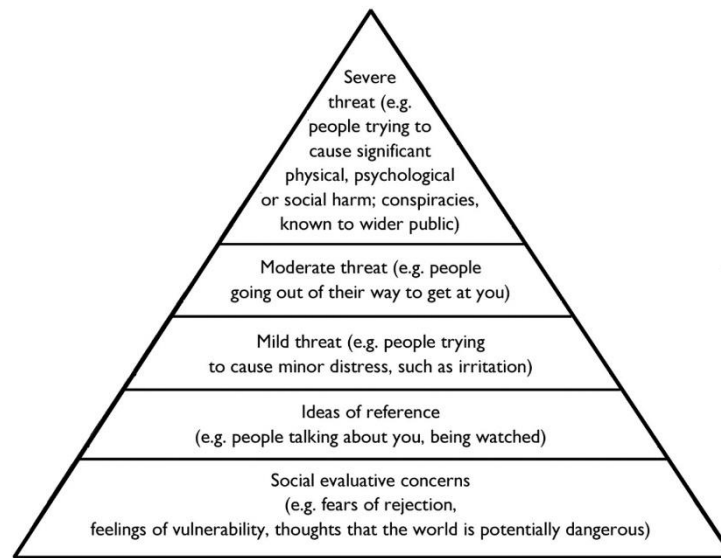 Severe
threat (e.g.
people trying to
cause significant
physical, psychological
or social harm; conspiracies,
known to wider public)
Moderate threat (e.g. people
going out of their way to get at you)
Mild threat (e.g. people trying
to cause minor distress, such as irritation)
Ideas of reference
(e.g. people talking about you, being watched)
Social evaluative concerns
(e.g. fears of rejection,
feelings of vulnerability, thoughts that the world is potentially dangerous)